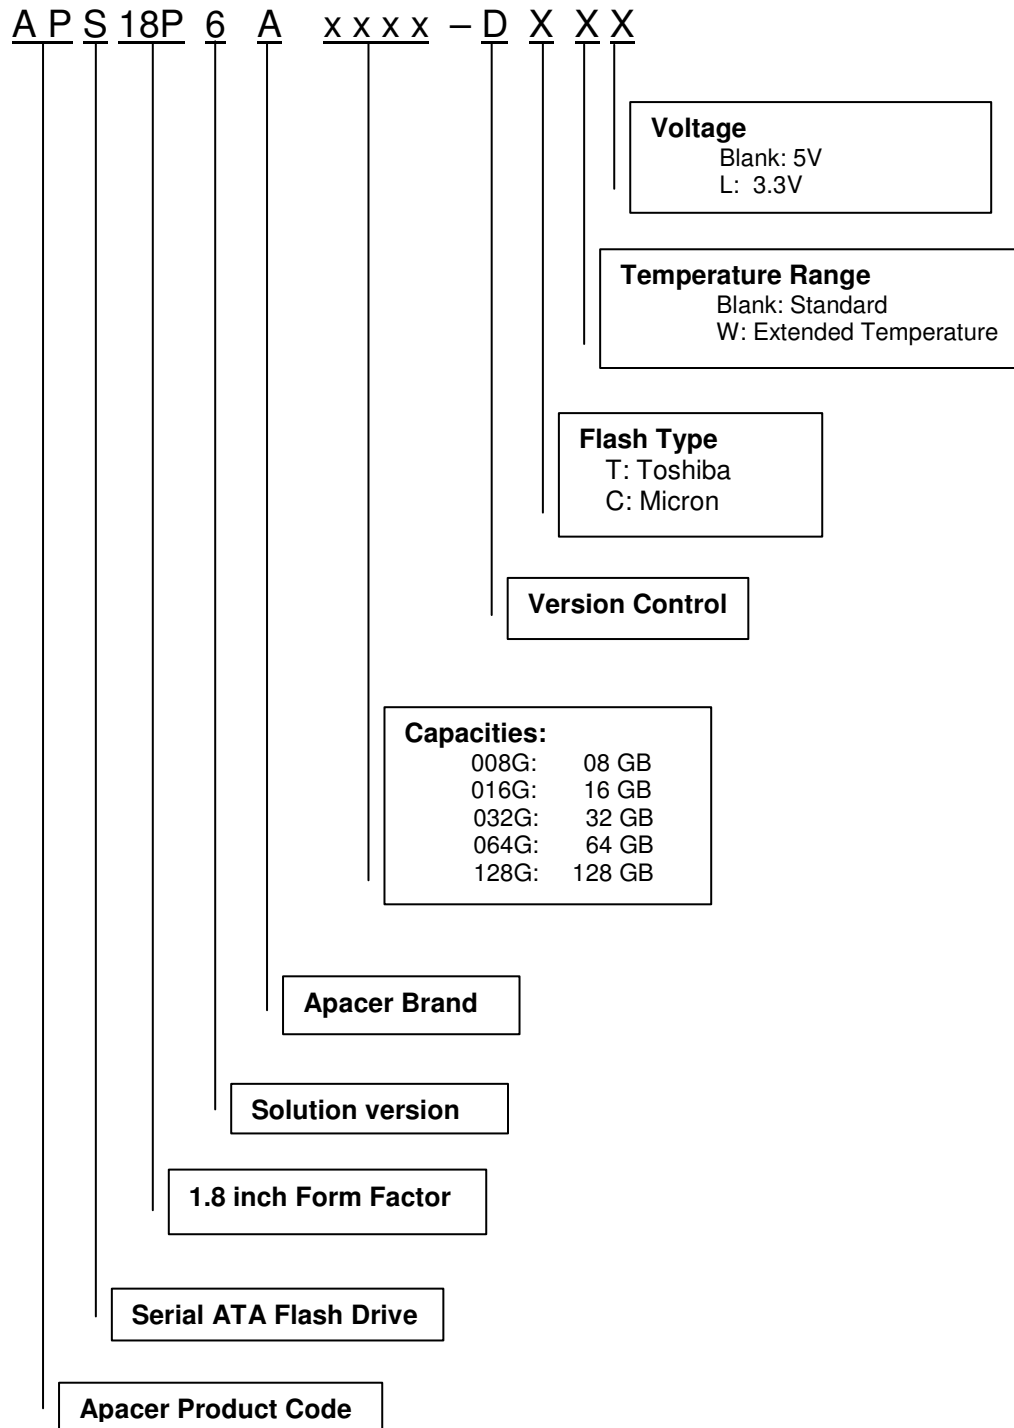 A P S 18P 6 A x x x x – D X X X
Voltage
Blank: 5V
L: 3.3V
Temperature Range
Blank: Standard
W: Extended Temperature
Flash Type
T: Toshiba
C: Micron
Version Control
Capacities:
008G: 08 GB
016G: 16 GB
032G: 32 GB
064G: 64 GB
128G: 128 GB
Apacer Brand
Solution version
1.8 inch Form Factor
Serial ATA Flash Drive
Apacer Product Code